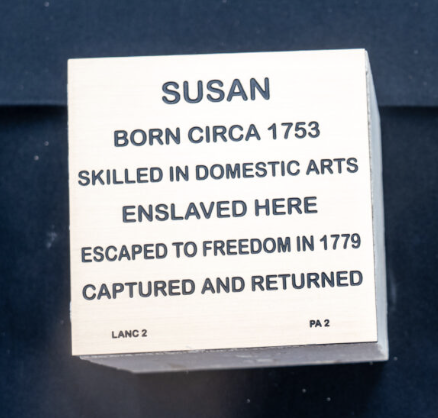 SUSAN
BORN CIRCA 1753
SKILLED IN DOMESTIC ARTS
ENSLAVED HERE
ESCAPED TO FREEDOM IN 1779
CAPTURED AND RETURNED
LANC 2 PA 2